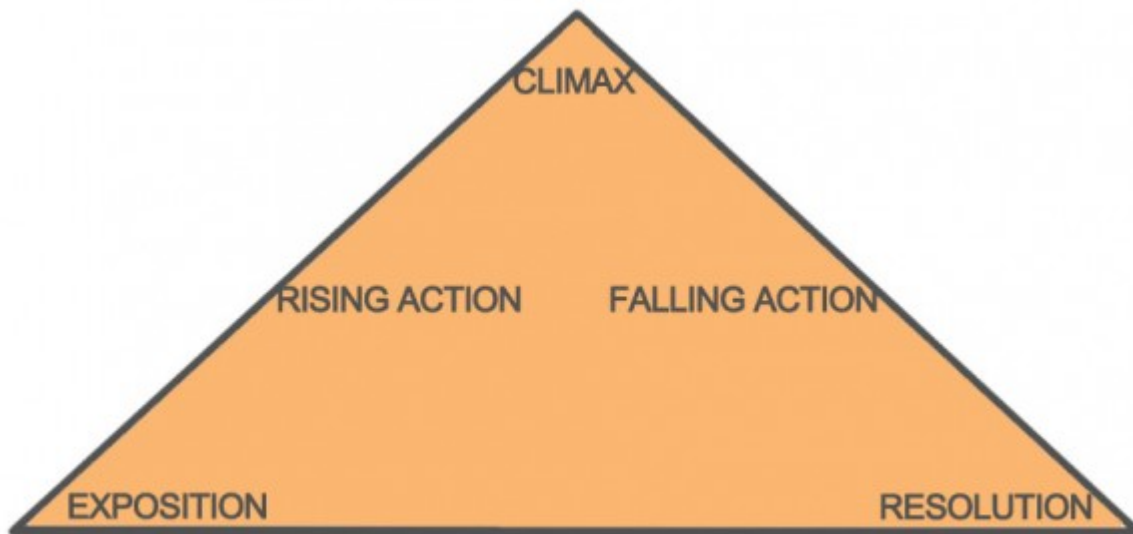 CLIMAX
RISING ACTION
FALLING ACTION
EXPOSITION
RESOLUTION